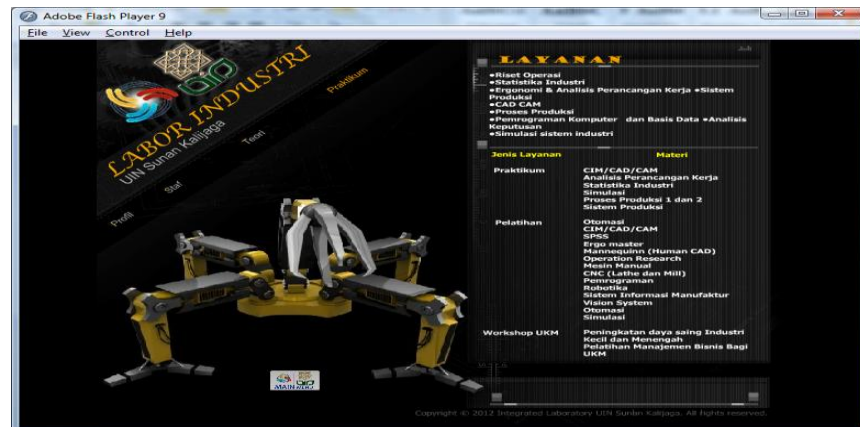 Adobe Flash Player 9
File View Control Help
LABOR INDUSTRI
UIN Sunan Kalijaga
Profil
Staf
Teori
Praktikum
Juli
LAYANAN
•Riset Operasi
•Statistika Industri
•Ergonomi & Analisis Perancangan Kerja •Sistem
Produksi
•CAD CAM
•Proses Produksi
•Pemrograman Komputer dan Basis Data •Analisis
Keputusan
•Simulasi sistem industri
Jenis Layanan Materi
Praktikum CIM/CAD/CAM
Analisis Perancangan Kerja
Statistika Industri
Simulasi
Proses Produksi 1 dan 2
Sistem Produksi
Pelatihan Otomasi
CIM/CAD/CAM
SPSS
Ergo master
Mannequinn (Human CAD)
Operation Research
Mesin Manual
CNC (Lathe dan Mill)
Pemrograman
Robotika
Sistem Informasi Manufaktur
Vision System
Otomasi
Simulasi
Workshop UKM Peningkatan daya saing Industri
Kecil dan Menengah
Pelatihan Manajemen Bisnis Bagi
UKM
Copyright © 2012 Integrated Laboratory UIN Sunan Kalijaga. All rights reserved.